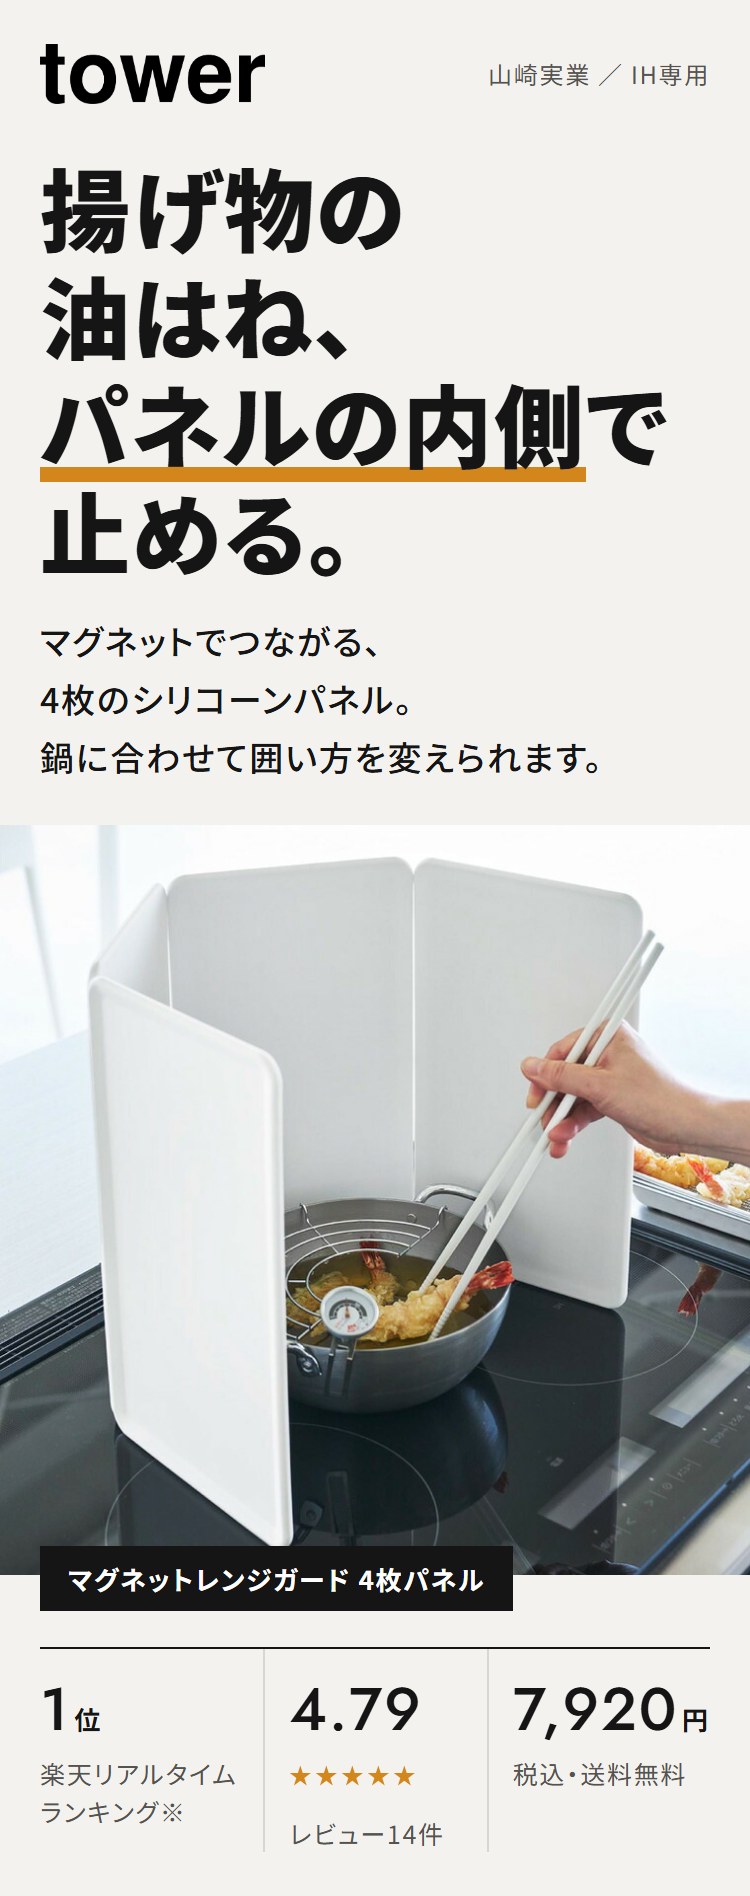 tower
山崎実業 ／ IH専用
揚げ物の
油はね、
パネルの内側で
止める。
マグネットでつながる、
4枚のシリコーンパネル。
鍋に合わせて囲い方を変えられます。
マグネットレンジガード 4枚パネル
1位
楽天リアルタイム
ランキング※
4.79
★★★★★
レビュー14件
7,920円
税込・送料無料